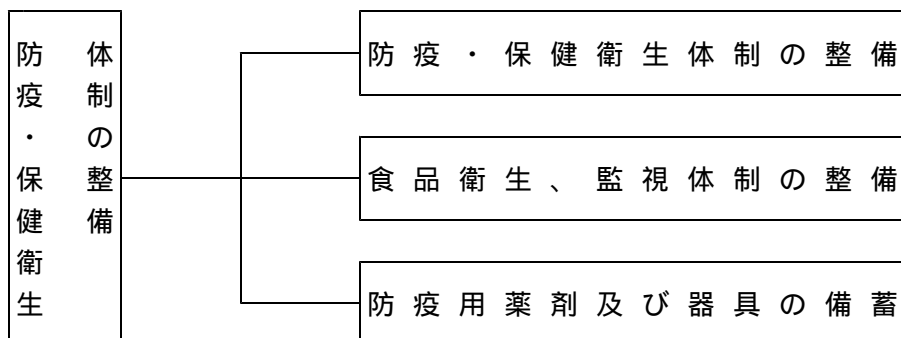 防疫・保健衛生
体制の整備
防疫・保健衛生体制の整備
食品衛生、監視体制の整備
防疫用薬剤及び器具の備蓄